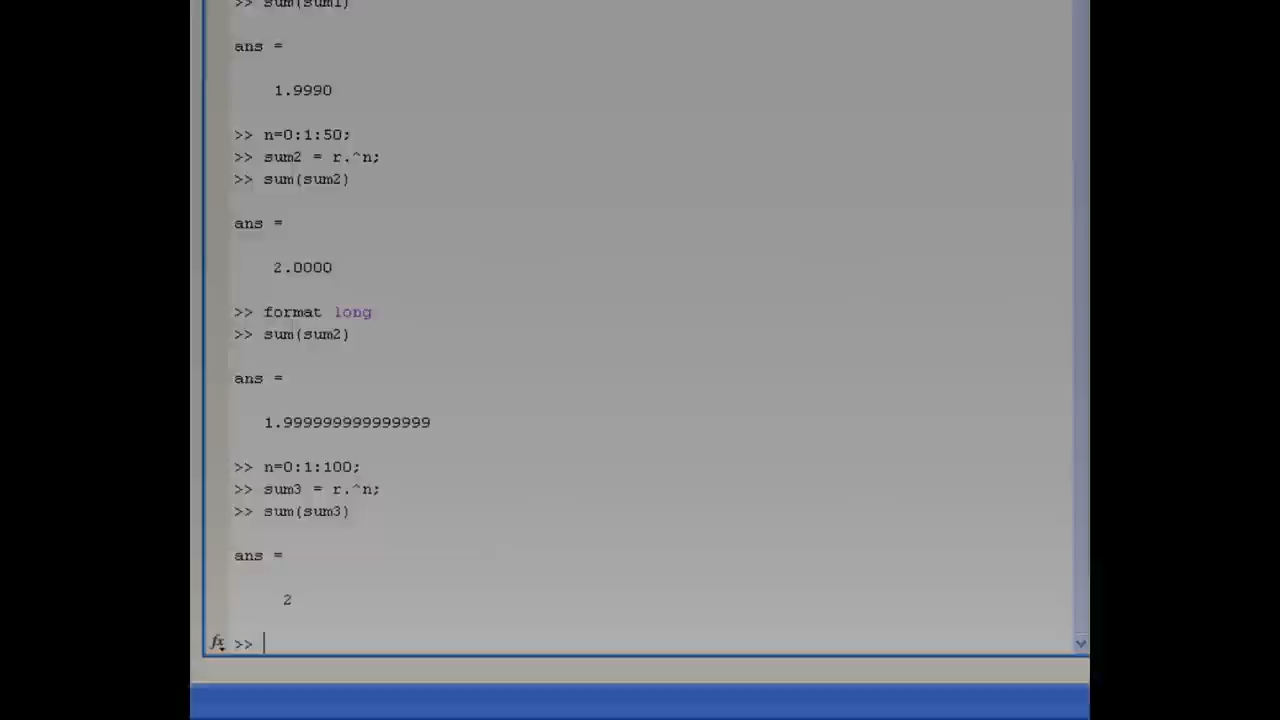 >> sum(sum1)
ans =
1.9990
>> n=0:1:50;
>> sum2 = r.^n;
>> sum(sum2)
ans =
2.0000
>> format long
>> sum(sum2)
ans =
1.999999999999999
>> n=0:1:100;
>> sum3 = r.^n;
>> sum(sum3)
ans =
2
fx >>